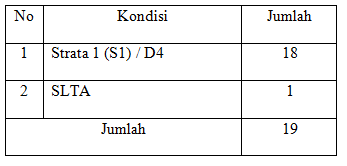 No Kondisi Jumlah
1 Strata 1 (S1) / D4 18
2 SLTA 1
Jumlah 19